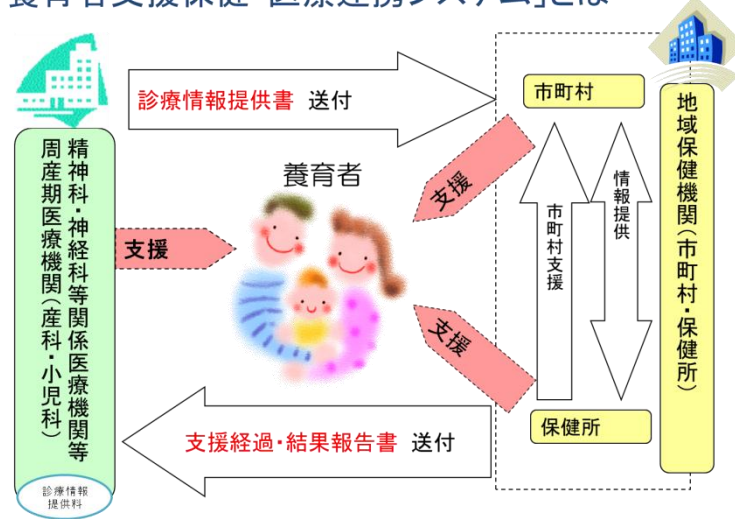 養育者支援保健・医療連携システム」とは
診療情報提供書 送付
市町村
地域保健機関(市町村・保健所)
精神科・神経科等関係医療機関等
周産期医療機関(産科・小児科)
養育者
支援
支援
支援
市町村支援
情報提供
保健所
支援経過・結果報告書 送付
診療情報
提供料